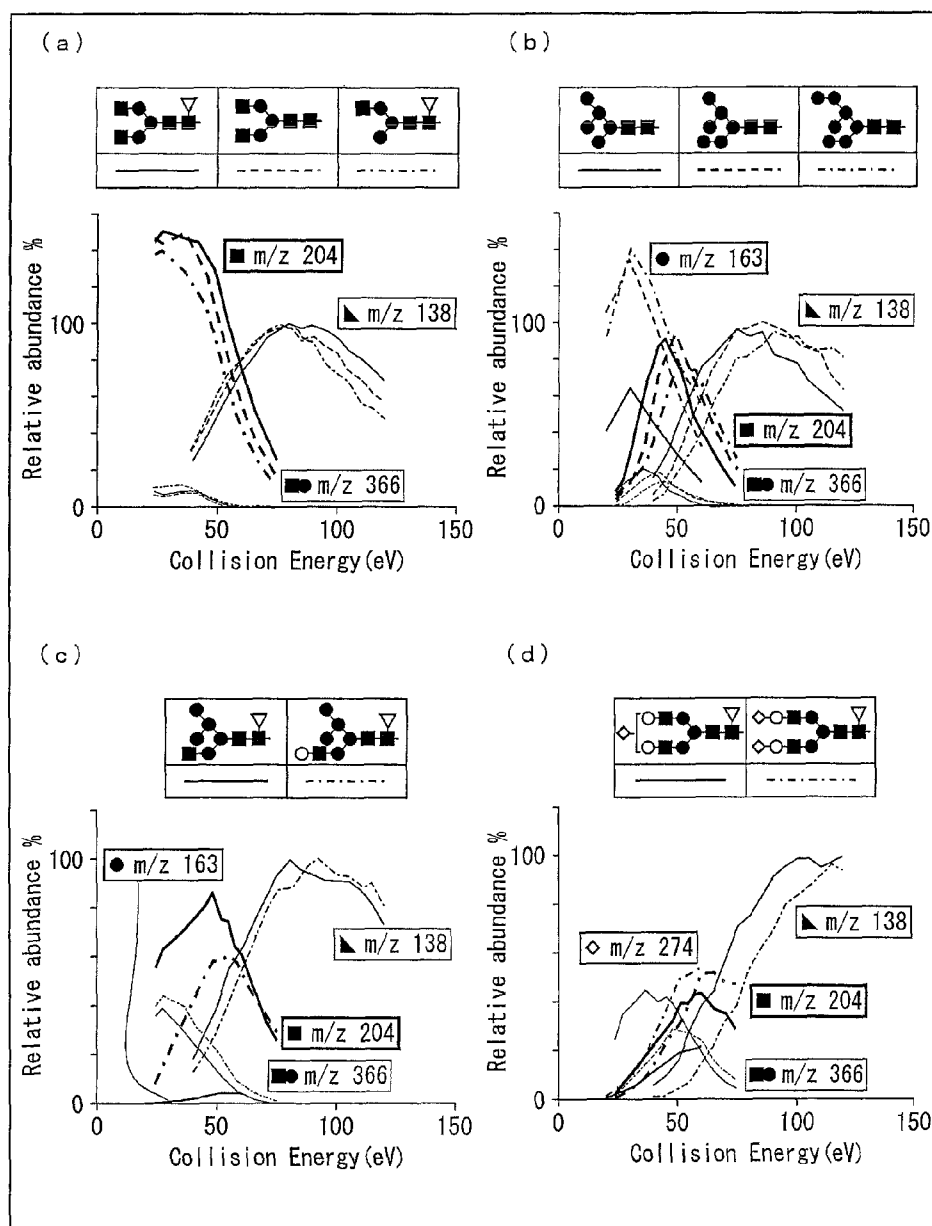 (a)
(b)
Relative abundance %
100
0
m/z 204
m/z 138
m/z 366
0 50 100 150
Collision Energy(eV)
Relative abundance %
100
0
m/z 163
m/z 138
m/z 204
m/z 366
0 50 100 150
Collision Energy(eV)
(c)
(d)
Relative abundance %
100
0
m/z 163
m/z 138
m/z 204
m/z 366
0 50 100 150
Collision Energy(eV)
Relative abundance %
100
0
m/z 274
m/z 138
m/z 204
m/z 366
0 50 100 150
Collision Energy(eV)